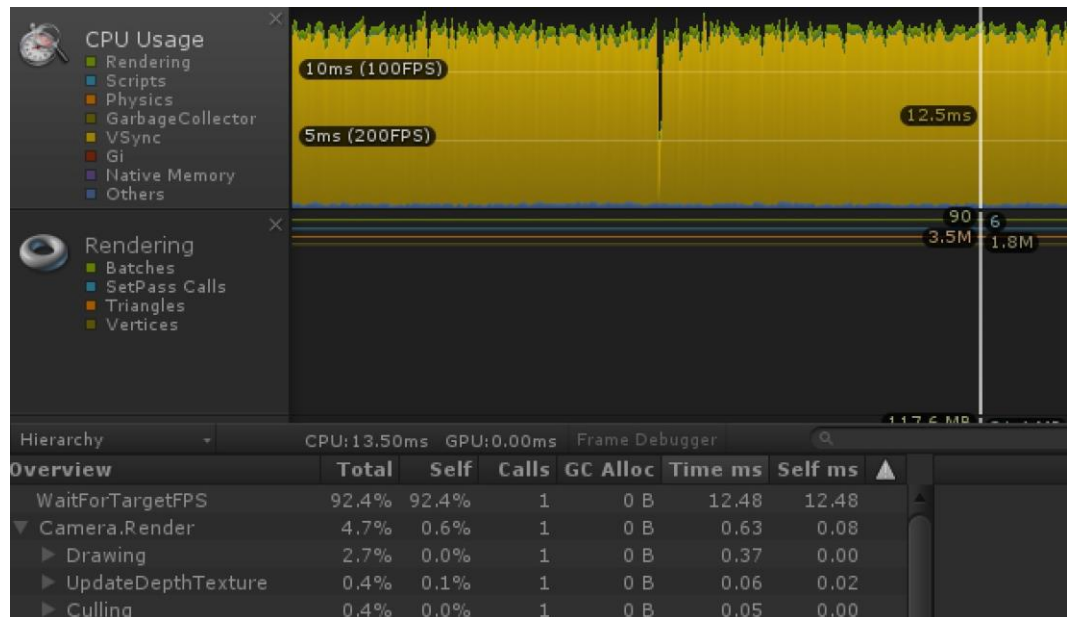 CPU Usage
Rendering
Scripts
Physics
GarbageCollector
VSync
Gi
Native Memory
Others
10ms (100FPS)
5ms (200FPS)
12.5ms
Rendering
Batches
SetPass Calls
Triangles
Vertices
90 6
3.5M 1.8M
117.6 MB
Hierarchy CPU:13.50ms GPU:0.00ms Frame Debugger
Overview Total Self Calls GC Alloc Time ms Self ms
WaitForTargetFPS 92.4% 92.4% 1 0 B 12.48 12.48
Camera.Render 4.7% 0.6% 1 0 B 0.63 0.08
Drawing 2.7% 0.0% 1 0 B 0.37 0.00
UpdateDepthTexture 0.4% 0.1% 1 0 B 0.06 0.02
Culling 0.4% 0.0% 1 0 B 0.05 0.00